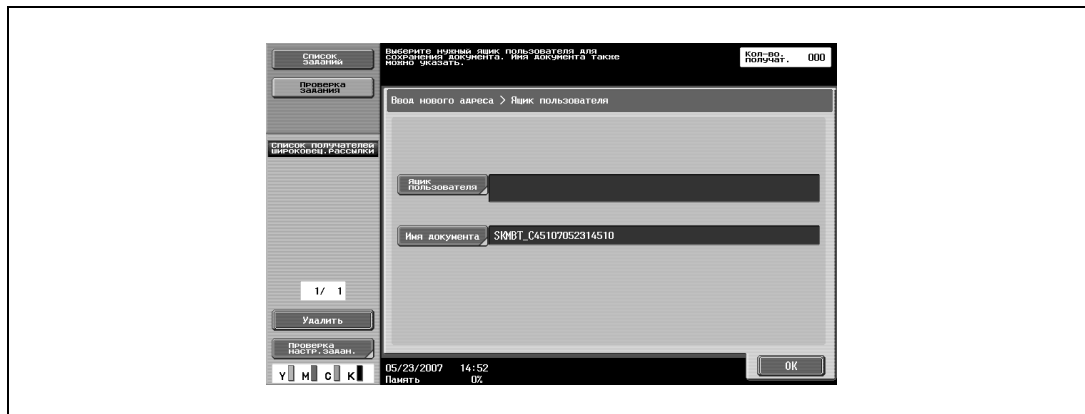 Список
заданий
Выберите нужный ящик пользователя для
сохранения документа. Имя документа также
можно указать.
Кол-во.
получат. 000
Проверка
задания
Ввод нового адреса > Ящик пользователя
Список получателей
широковещ.рассылки
Ящик
пользователя
Имя документа SKMBT_C45107052314510
1/ 1
Удалить
Проверка
настр.задан.
Y M C K
05/23/2007 14:52
Память 0%
OK